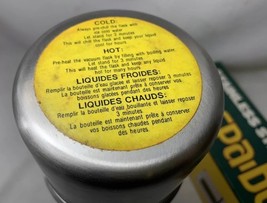 COLD:
Always pre-chill the flask with
ice cold water
Let stand for 3 minutes
This will chill the flask and keep your liquid
cool for hours
HOT:
Pre-heat the vacuum flask by filling with boiling water.
Let stand for 3 minutes
This will heat the flask and keep any liquid
hot for many hours
LIQUIDES FROIDES:
Remplir la bouteille d'eau glacée et laisser reposer 3 minutes
La bouteille est maintenant prête à conserver vos
boissons glacées pendant des heures.
LIQUIDES CHAUDS:
Remplir la bouteille d'eau bouillante et laisser reposer
3 minutes.
La bouteille est maintenant prête à conserver
vos boissons chaudes pendant
des heures.